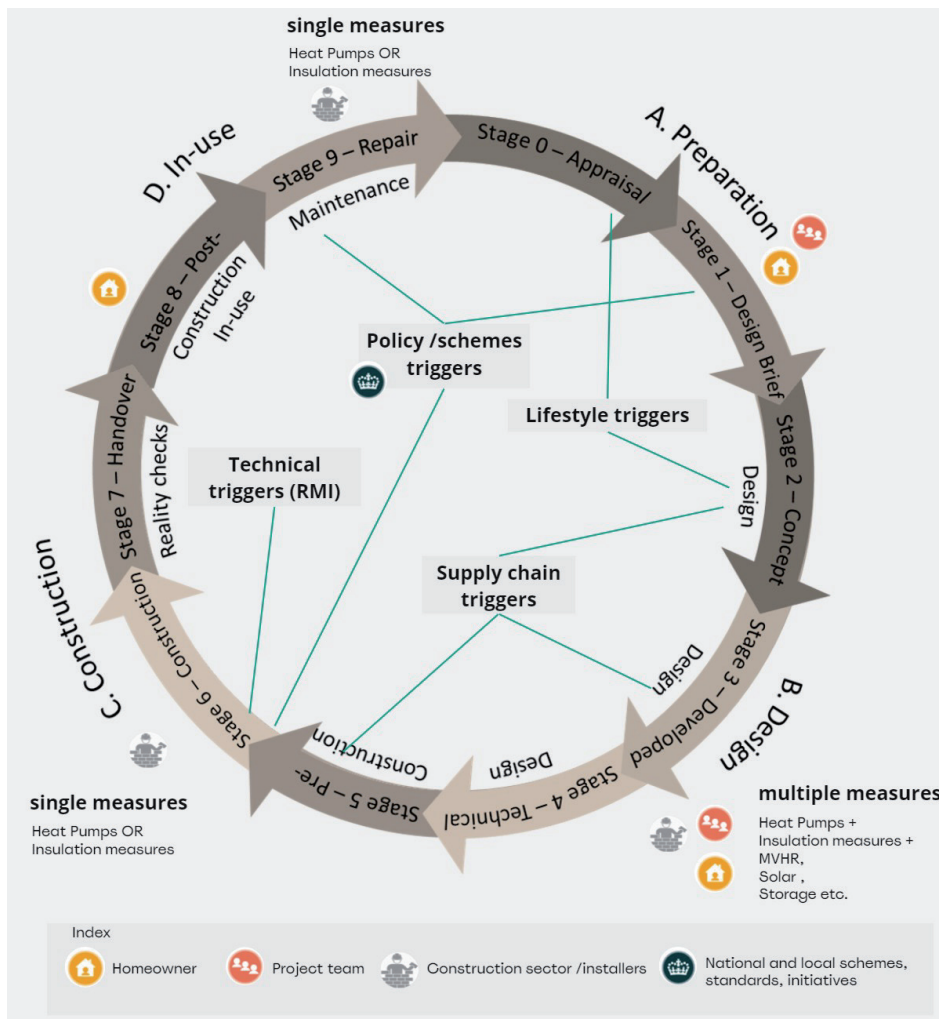 single measures
Heat Pumps OR
Insulation measures
D. In-use
A. Preparation
Stage 9 – Repair
Maintenance
Stage 0 – Appraisal
Stage 1 – Design Brief
Stage 8 – Post-
Construction
In-use
Policy /schemes
triggers
Lifestyle triggers
Stage 2 – Concept
Design
Stage 7 – Handover
Reality checks
Technical
triggers (RMI)
Supply chain
triggers
C. Construction
Stage 6 – Construction
Stage 3 – Developed
Design
B. Design
Stage 5 – Pre-
Construction
Stage 4 – Technical
Design
single measures
Heat Pumps OR
Insulation measures
multiple measures
Heat Pumps +
Insulation measures +
MVHR,
Solar ,
Storage etc.
Index
Homeowner
Project team
Construction sector /installers
National and local schemes,
standards, initiatives